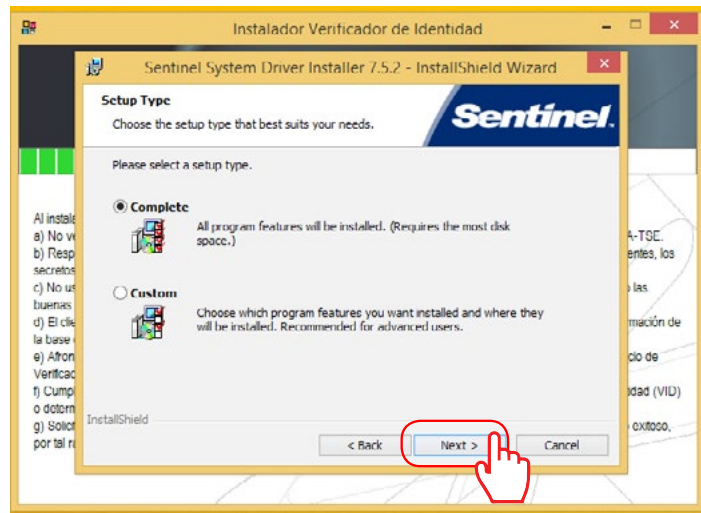 Instalador Verificador de Identidad
Sentinel System Driver Installer 7.5.2 - InstallShield Wizard
Setup Type
Choose the setup type that best suits your needs.
Sentinel.
Please select a setup type.
Complete
All program features will be installed. (Requires the most disk
space.)
Custom
Choose which program features you want installed and where they
will be installed. Recommended for advanced users.
InstallShield
< Back Next > Cancel
Al instala
a) No ve A-TSE.
b) Resp entes, los
secretos
c) No us las
buenas
d) El clie mación de
la base
e) Afron cio de
Verificac
f) Cumpl idad (VID)
o determ
g) Solicit exitoso,
por tal ra